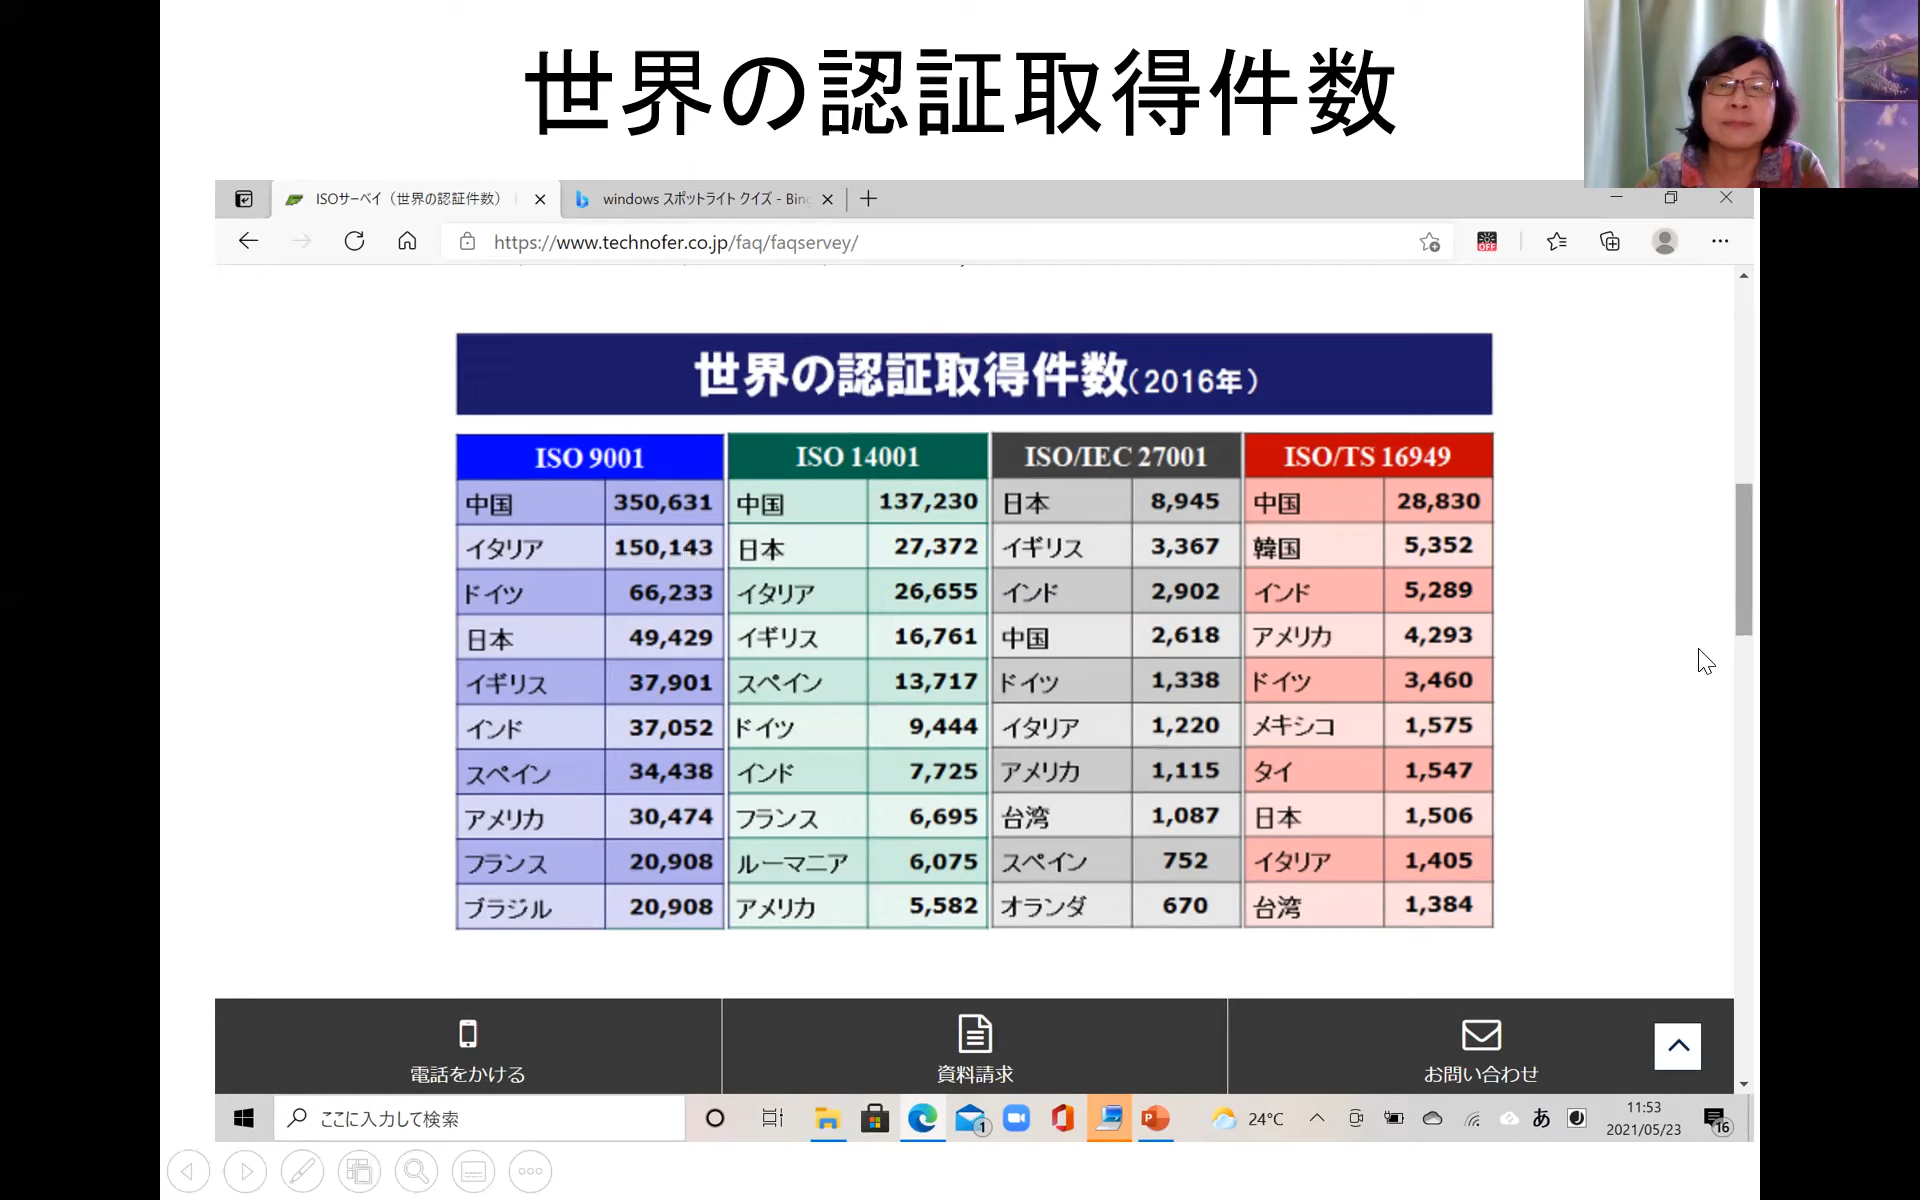 世界の認証取得件数
ISOサーベイ（世界の認証件数）
windows スポットライト クイズ - Bing
https://www.technofer.co.jp/faq/faqservey/
OFF
世界の認証取得件数（2016年）
ISO 9001 ISO 14001 ISO/IEC 27001 ISO/TS 16949
中国 350,631 中国 137,230 日本 8,945 中国 28,830
イタリア 150,143 日本 27,372 イギリス 3,367 韓国 5,352
ドイツ 66,233 イタリア 26,655 インド 2,902 インド 5,289
日本 49,429 イギリス 16,761 中国 2,618 アメリカ 4,293
イギリス 37,901 スペイン 13,717 ドイツ 1,338 ドイツ 3,460
インド 37,052 ドイツ 9,444 イタリア 1,220 メキシコ 1,575
スペイン 34,438 インド 7,725 アメリカ 1,115 タイ 1,547
アメリカ 30,474 フランス 6,695 台湾 1,087 日本 1,506
フランス 20,908 ルーマニア 6,075 スペイン 752 イタリア 1,405
ブラジル 20,908 アメリカ 5,582 オランダ 670 台湾 1,384
電話をかける 資料請求 お問い合わせ
ここに入力して検索
1
24°C
あ
11:53
2021/05/23
16